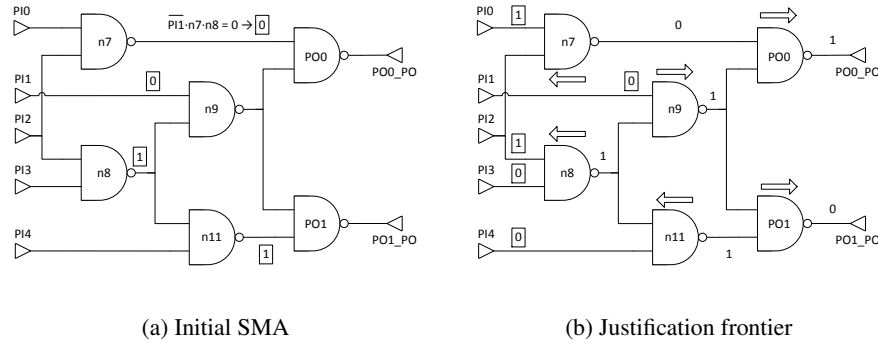 PI0
n7
PI1·n7·n8 = 0 → 0
PO0
PO0_PO
PI1
0
n9
PI2
1
PI3
n8
PI4
n11
1
PO1
PO1_PO
(a) Initial SMA
PI0
1
n7
0
PO0
1
PO0_PO
PI1
0
n9
1
PI2
1
PI3
0
n8
1
PI4
0
n11
1
PO1
0
PO1_PO
(b) Justification frontier